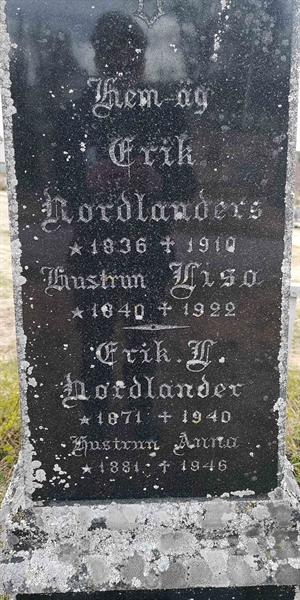 Hem-äg
Erik
Nordlanders
★ 1836 ✝ 1910
Hustrun Lisa
★ 1840 ✝ 1922
Erik. L.
Nordlander
★ 1871 ✝ 1940
Hustrun Anna
★ 1881 ✝ 1946